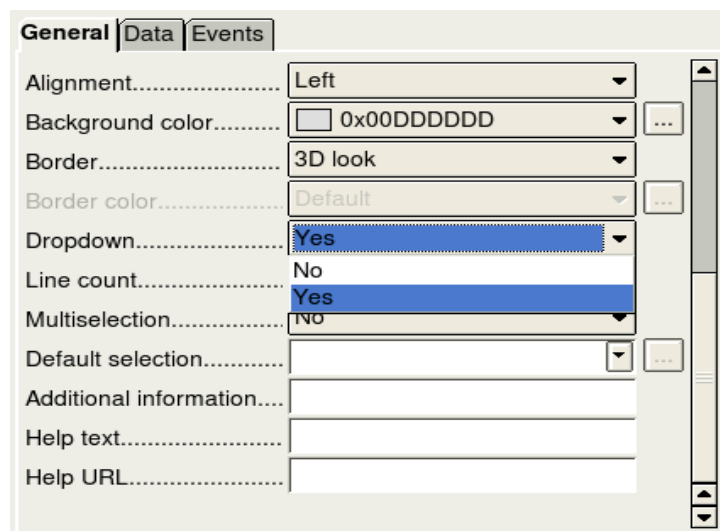 General Data Events
Alignment...................... Left
Background color.......... 0x00DDDDDD ...
Border........................... 3D look
Border color................... Default ...
Dropdown...................... Yes
No
Line count......................
Yes
Multiselection................. No
Default selection............ ...
Additional information....
Help text........................
Help URL.......................